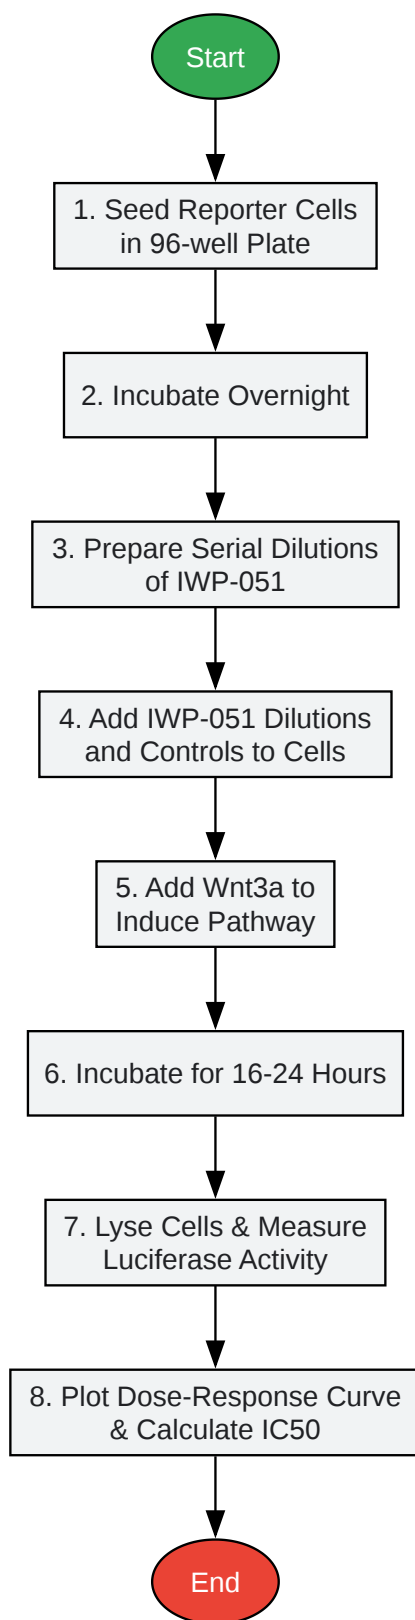 Start
1. Seed Reporter Cells
in 96-well Plate
2. Incubate Overnight
3. Prepare Serial Dilutions
of IWP-051
4. Add IWP-051 Dilutions
and Controls to Cells
5. Add Wnt3a to
Induce Pathway
6. Incubate for 16-24 Hours
7. Lyse Cells & Measure
Luciferase Activity
8. Plot Dose-Response Curve
& Calculate IC50
End